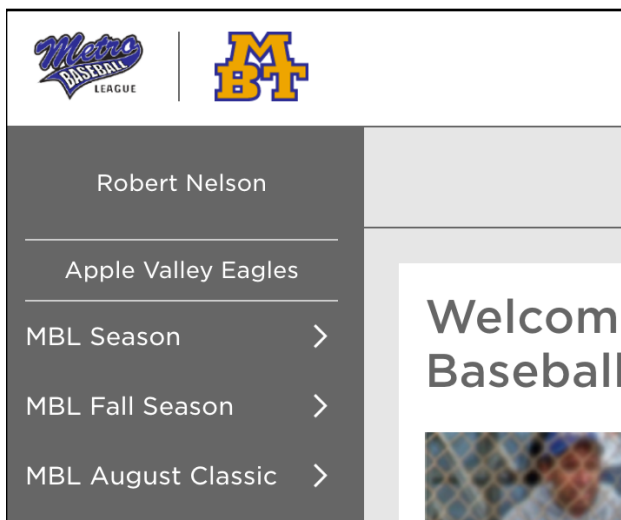 Metro
BASEBALL
LEAGUE
MBT
Robert Nelson
Apple Valley Eagles
MBL Season
MBL Fall Season
MBL August Classic
Welcom
Baseball